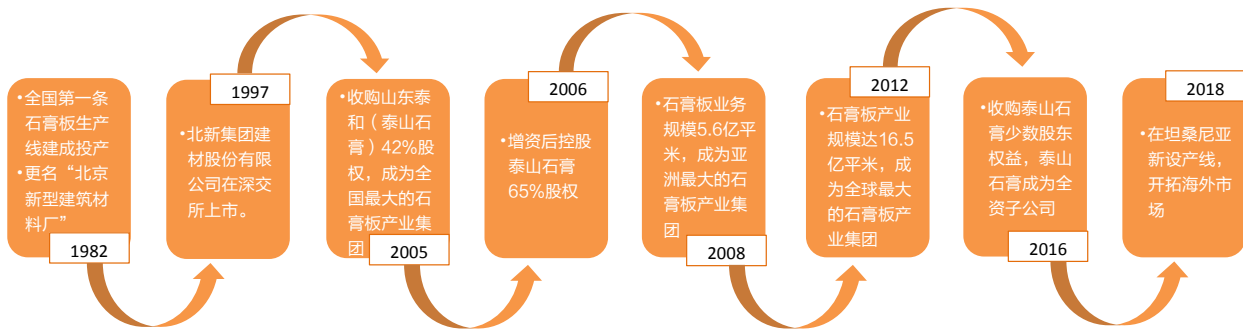 •全国第一条
石膏板生产
线建成投产
•更名“北京
新型建筑材
料厂”
1982
1997
•北新集团建
材股份有限
公司在深交
所上市。
•收购山东泰
和（泰山石
膏）42%股
权，成为全
国最大的石
膏板产业集
团
2005
2006
•增资后控股
泰山石膏
65%股权
•石膏板业务
规模5.6亿平
米，成为亚
洲最大的石
膏板产业集
团
2008
2012
•石膏板产业
规模达16.5
亿平米，成
为全球最大
的石膏板产
业集团
•收购泰山石
膏少数股东
权益，泰山
石膏成为全
资子公司
2016
2018
•在坦桑尼亚
新设产线，
开拓海外市
场